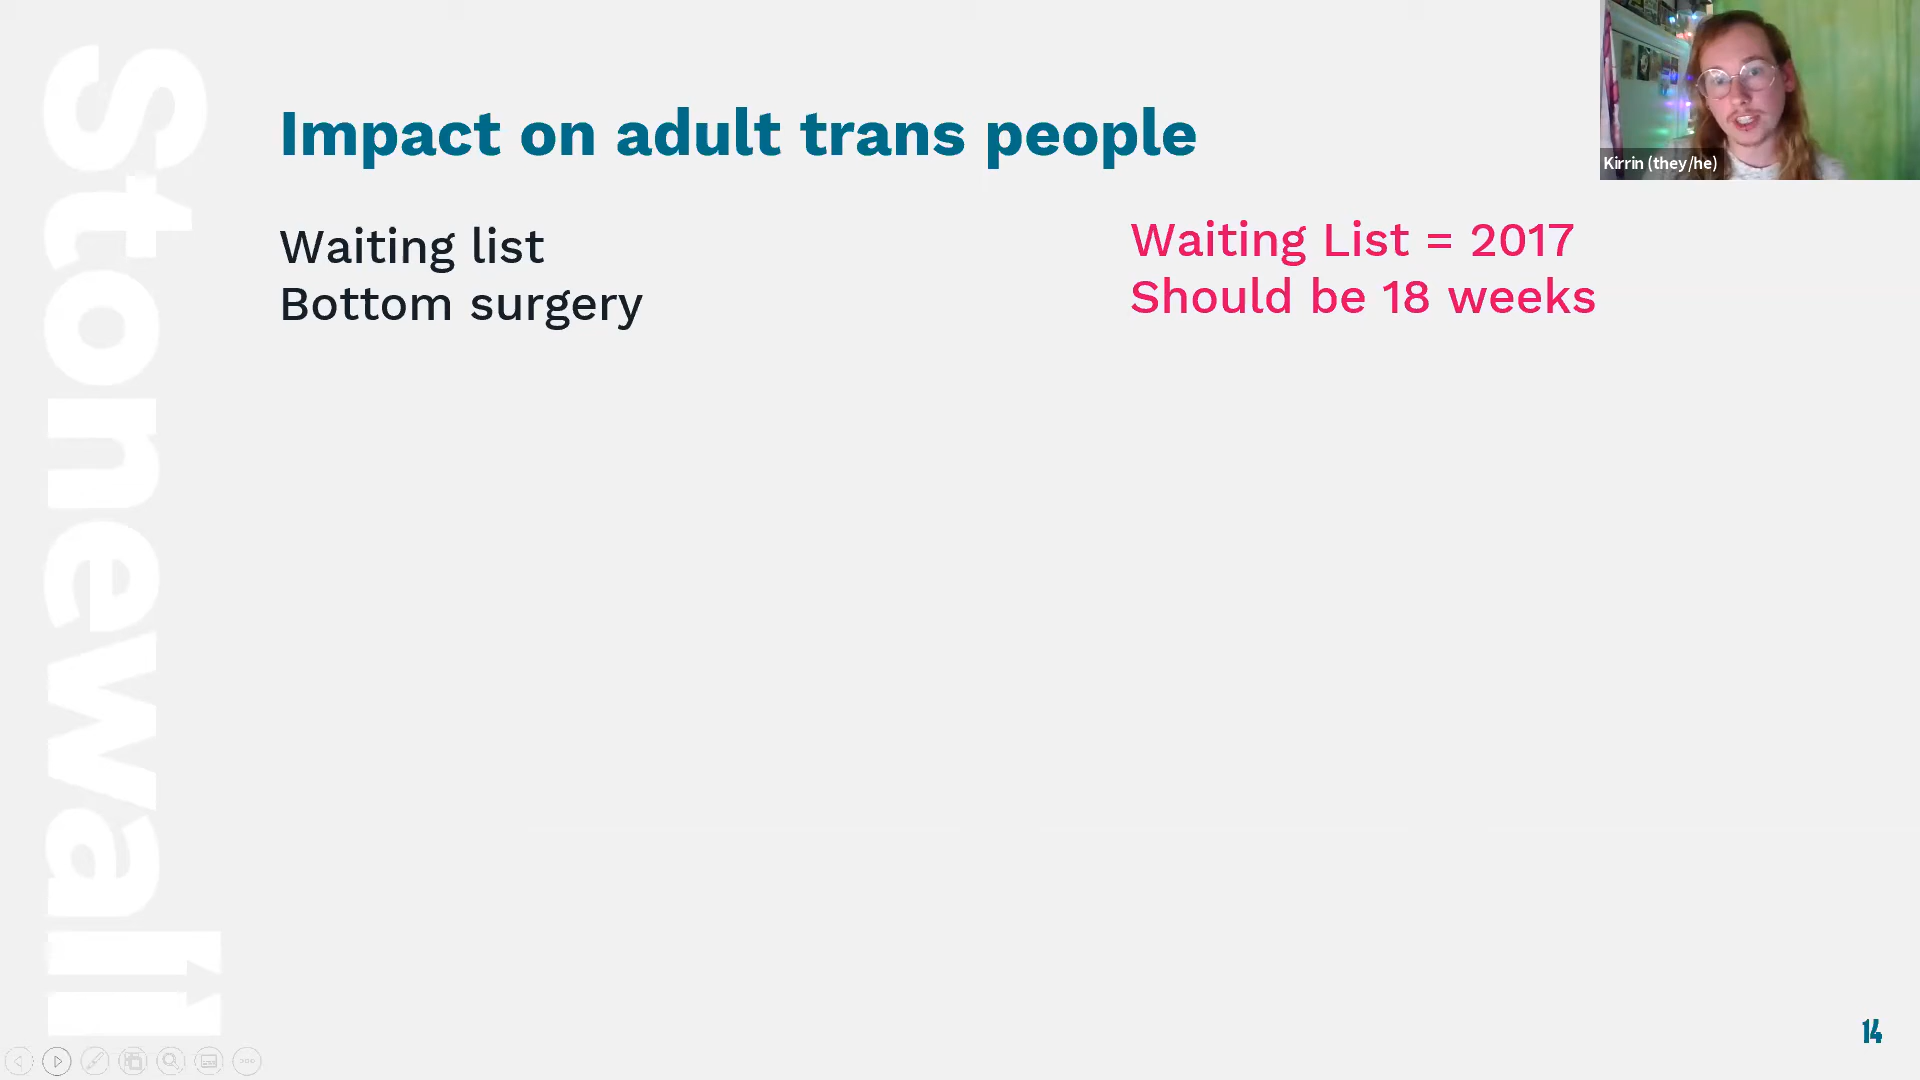 Stonewall
Impact on adult trans people
Waiting list
Bottom surgery
Waiting List = 2017
Should be 18 weeks
Kirrin (they/he)
14